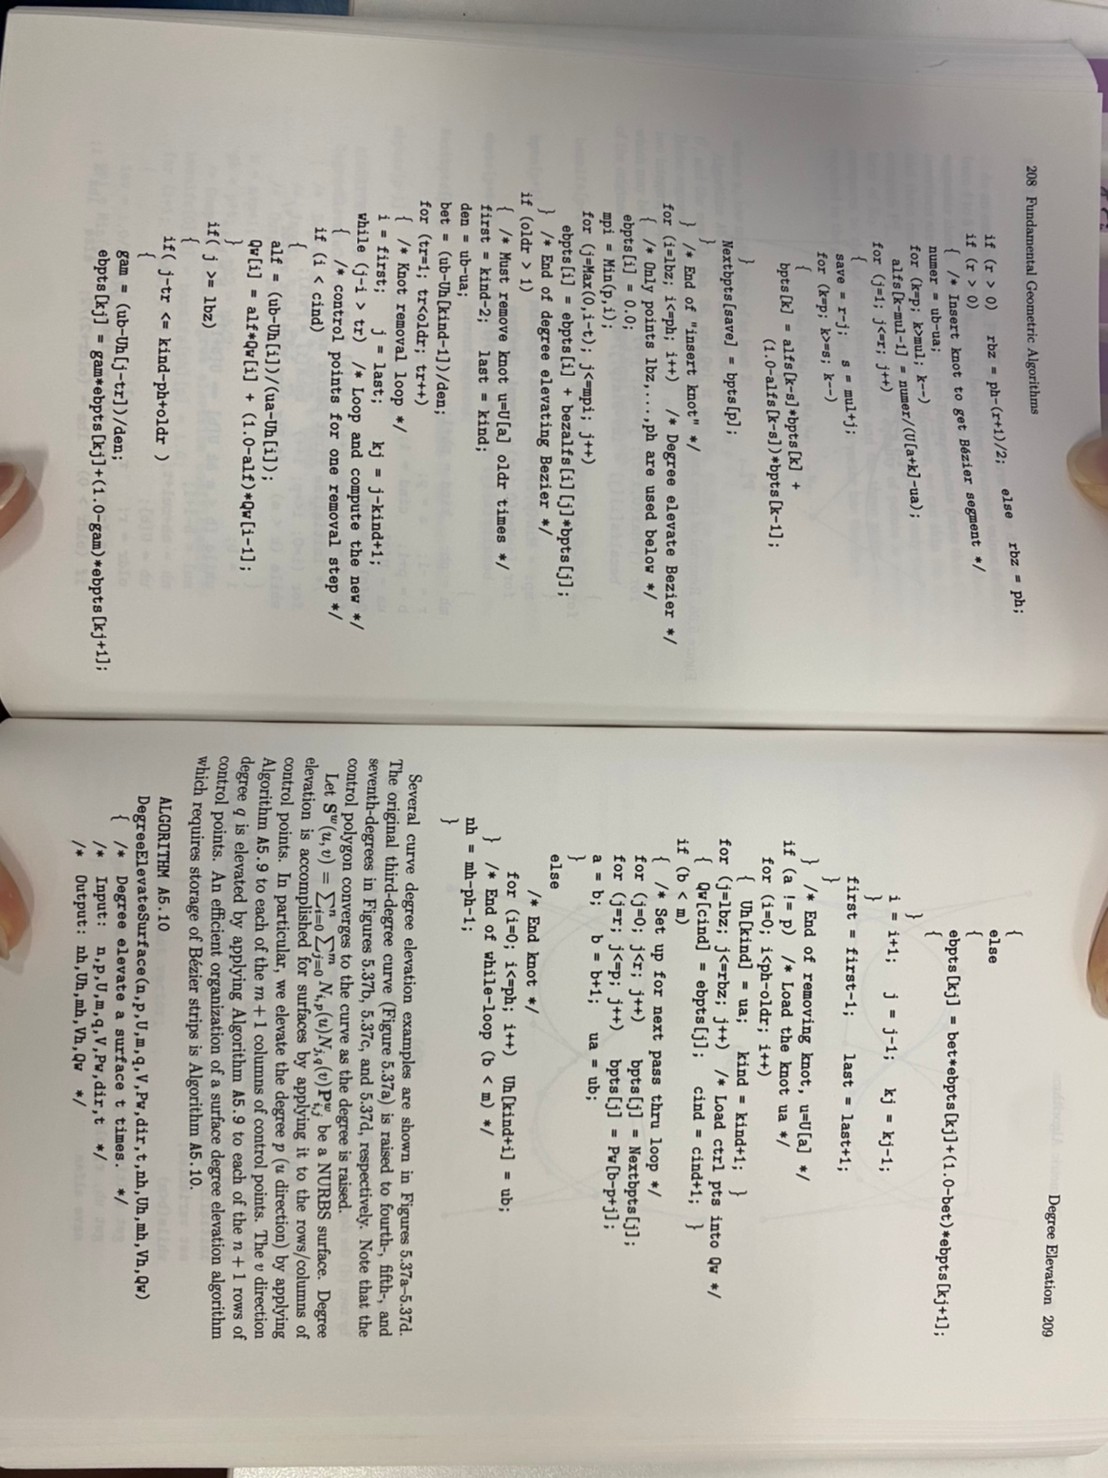 208 Fundamental Geometric Algorithms
if (r > 0) rbz = ph-(r+1)/2; else rbz = ph;
if (r > 0)
{ /* Insert knot to get Bézier segment */
numer = ub-ua;
for (k=p; k>mul; k--)
alfs[k-mul-1] = numer/(U[a+k]-ua);
for (j=1; j<=r; j++)
{
save = r-j; s = mul+j;
for (k=p; k>=s; k--)
{
bpts[k] = alfs[k-s]*bpts[k] +
(1.0-alfs[k-s])*bpts[k-1];
}
Nextbpts[save] = bpts[p];
}
} /* End of "insert knot" */
for (i=lbz; i<=ph; i++) /* Degree elevate Bezier */
{ /* Only points lbz,...,ph are used below */
ebpts[i] = 0.0;
mpi = Min(p,i);
for (j=Max(0,i-t); j<=mpi; j++)
ebpts[i] = ebpts[i] + bezalfs[i][j]*bpts[j];
} /* End of degree elevating Bezier */
if (oldr > 1)
{ /* Must remove knot u=U[a] oldr times */
first = kind-2; last = kind;
den = ub-ua;
bet = (ub-Uh[kind-1])/den;
for (tr=1; tr<oldr; tr++)
{ /* Knot removal loop */
i = first; j = last; kj = j-kind+1;
while (j-i > tr) /* Loop and compute the new */
{ /* control points for one removal step */
if (i < cind)
{
alf = (ub-Uh[i])/(ua-Uh[i]);
Qw[i] = alf*Qw[i] + (1.0-alf)*Qw[i-1];
}
if( j >= lbz)
{
if( j-tr <= kind-ph+oldr )
{
gam = (ub-Uh[j-tr])/den;
ebpts[kj] = gam*ebpts[kj]+(1.0-gam)*ebpts[kj+1];
Degree Elevation 209
{
else
{
ebpts[kj] = bet*ebpts[kj]+(1.0-bet)*ebpts[kj+1];
{
}
i = i+1; j = j-1; kj = kj-1;
}
first = first-1; last = last+1;
}
} /* End of removing knot, u=U[a] */
if (a != p) /* Load the knot ua */
for (i=0; i<ph-oldr; i++)
{ Uh[kind] = ua; kind = kind+1; }
for (j=lbz; j<=rbz; j++) /* Load ctrl pts into Qw */
{ Qw[cind] = ebpts[j]; cind = cind+1; }
if (b < m)
{ /* Set up for next pass thru loop */
for (j=0; j<r; j++) bpts[j] = Nextbpts[j];
for (j=r; j<=p; j++) bpts[j] = Pw[b-p+j];
a = b; b = b+1; ua = ub;
}
else
/* End knot */
for (i=0; i<=ph; i++) Uh[kind+i] = ub;
} /* End of while-loop (b < m) */
nh = mh-ph-1;
}
Several curve degree elevation examples are shown in Figures 5.37a–5.37d.
The original third-degree curve (Figure 5.37a) is raised to fourth-, fifth-, and
seventh-degrees in Figures 5.37b, 5.37c, and 5.37d, respectively. Note that the
control polygon converges to the curve as the degree is raised.
Let S^w(u, v) = ∑_{i=0}^n ∑_{j=0}^m N_{i,p}(u)N_{j,q}(v)P^w_{i,j} be a NURBS surface. Degree
elevation is accomplished for surfaces by applying it to the rows/columns of
control points. In particular, we elevate the degree p (u direction) by applying
Algorithm A5.9 to each of the m + 1 columns of control points. The v direction
degree q is elevated by applying Algorithm A5.9 to each of the n + 1 rows of
control points. An efficient organization of a surface degree elevation algorithm
which requires storage of Bézier strips is Algorithm A5.10.
ALGORITHM A5.10
DegreeElevateSurface(n,p,U,m,q,V,Pw,dir,t,nh,Uh,mh,Vh,Qw)
{ /* Degree elevate a surface t times. */
/* Input: n,p,U,m,q,V,Pw,dir,t */
/* Output: nh,Uh,mh,Vh,Qw */